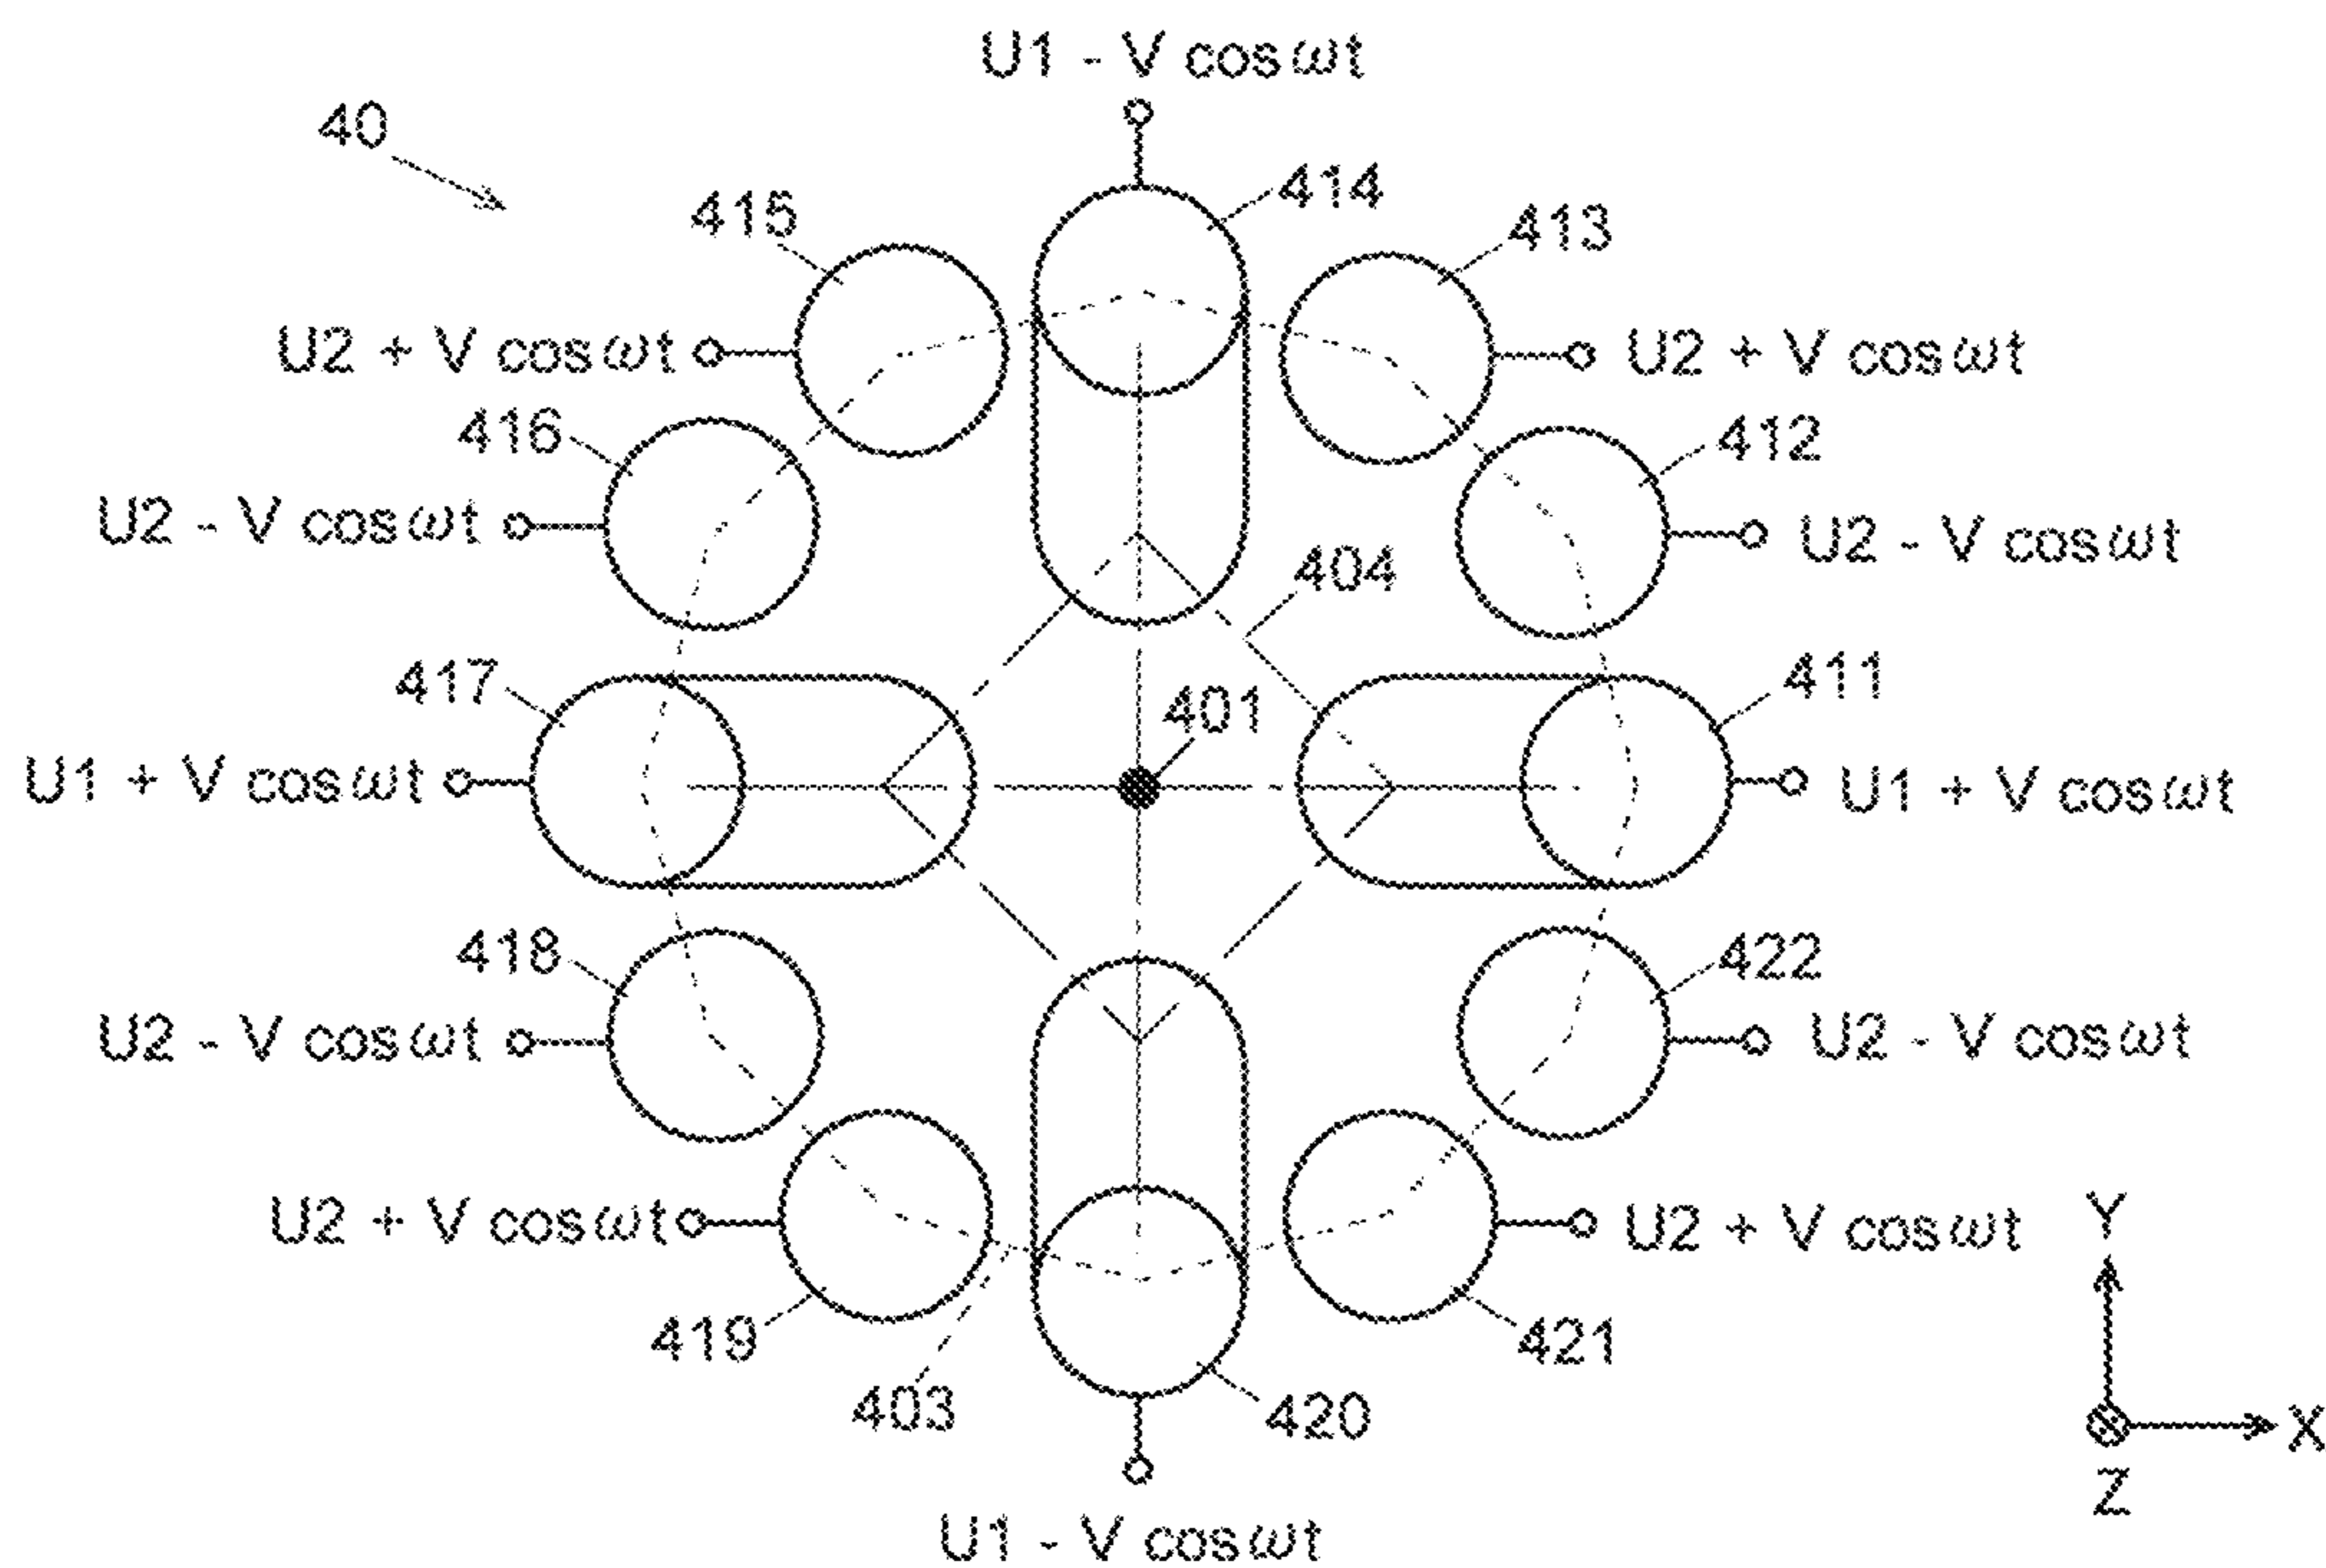 U1 - V cosωt
40
414
415
413
U2 + V cosωt
U2 + V cosωt
416
412
U2 - V cosωt
U2 - V cosωt
404
417
411
401
U1 + V cosωt
U1 + V cosωt
418
422
U2 - V cosωt
U2 - V cosωt
U2 + V cosωt
U2 + V cosωt
Y
419
421
403
420
X
Z
U1 - V cosωt